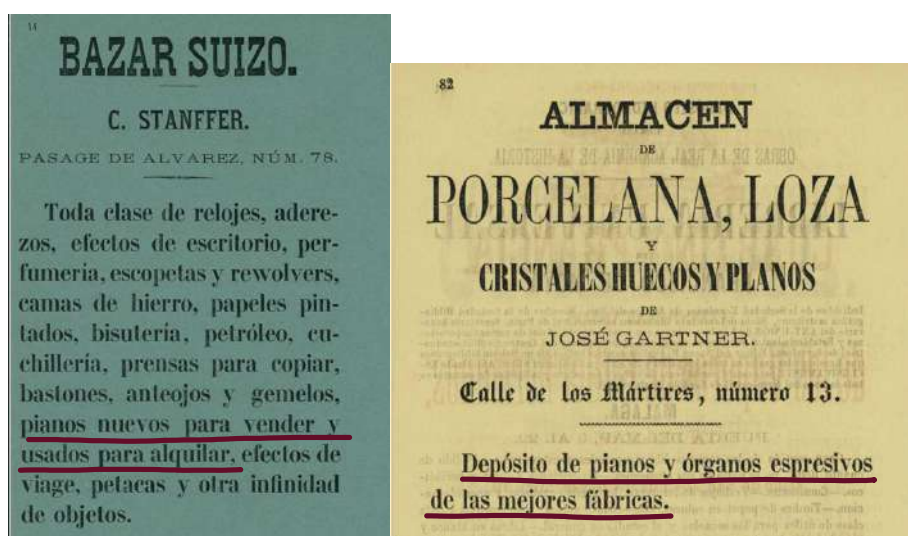 14
BAZAR SUIZO.
C. STANFFER.
PASAGE DE ALVAREZ, NÚM. 78.
Toda clase de relojes, adere-
zos, efectos de escritorio, per-
fumería, escopetas y rewolvers,
camas de hierro, papeles pin-
tados, bisutería, petróleo, cu-
chillería, prensas para copiar,
bastones, anteojos y gemelos,
pianos nuevos para vender y
usados para alquilar, efectos de
viage, petacas y otra infinidad
de objetos.
82
ALMACEN
DE
PORCELANA, LOZA
Y
CRISTALES HUECOS Y PLANOS
DE
JOSÉ GARTNER.
Calle de los Mártires, número 13.
Depósito de pianos y órganos espresivos
de las mejores fábricas.